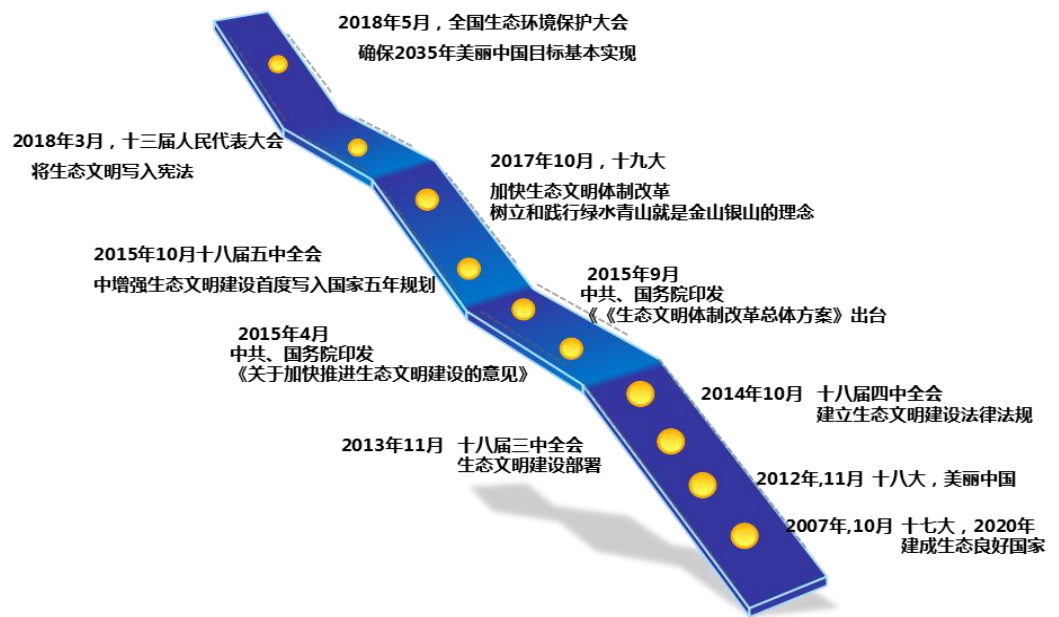 2018年5月，全国生态环境保护大会
确保2035年美丽中国目标基本实现
2018年3月，十三届人民代表大会
将生态文明写入宪法
2017年10月，十九大
加快生态文明体制改革
树立和践行绿水青山就是金山银山的理念
2015年10月十八届五中全会
中增强生态文明建设首度写入国家五年规划
2015年9月
中共、国务院印发
《《生态文明体制改革总体方案》出台
2015年4月
中共、国务院印发
《关于加快推进生态文明建设的意见》
2014年10月 十八届四中全会
建立生态文明建设法律法规
2013年11月 十八届三中全会
生态文明建设部署
2012年,11月 十八大，美丽中国
2007年,10月 十七大，2020年
建成生态良好国家